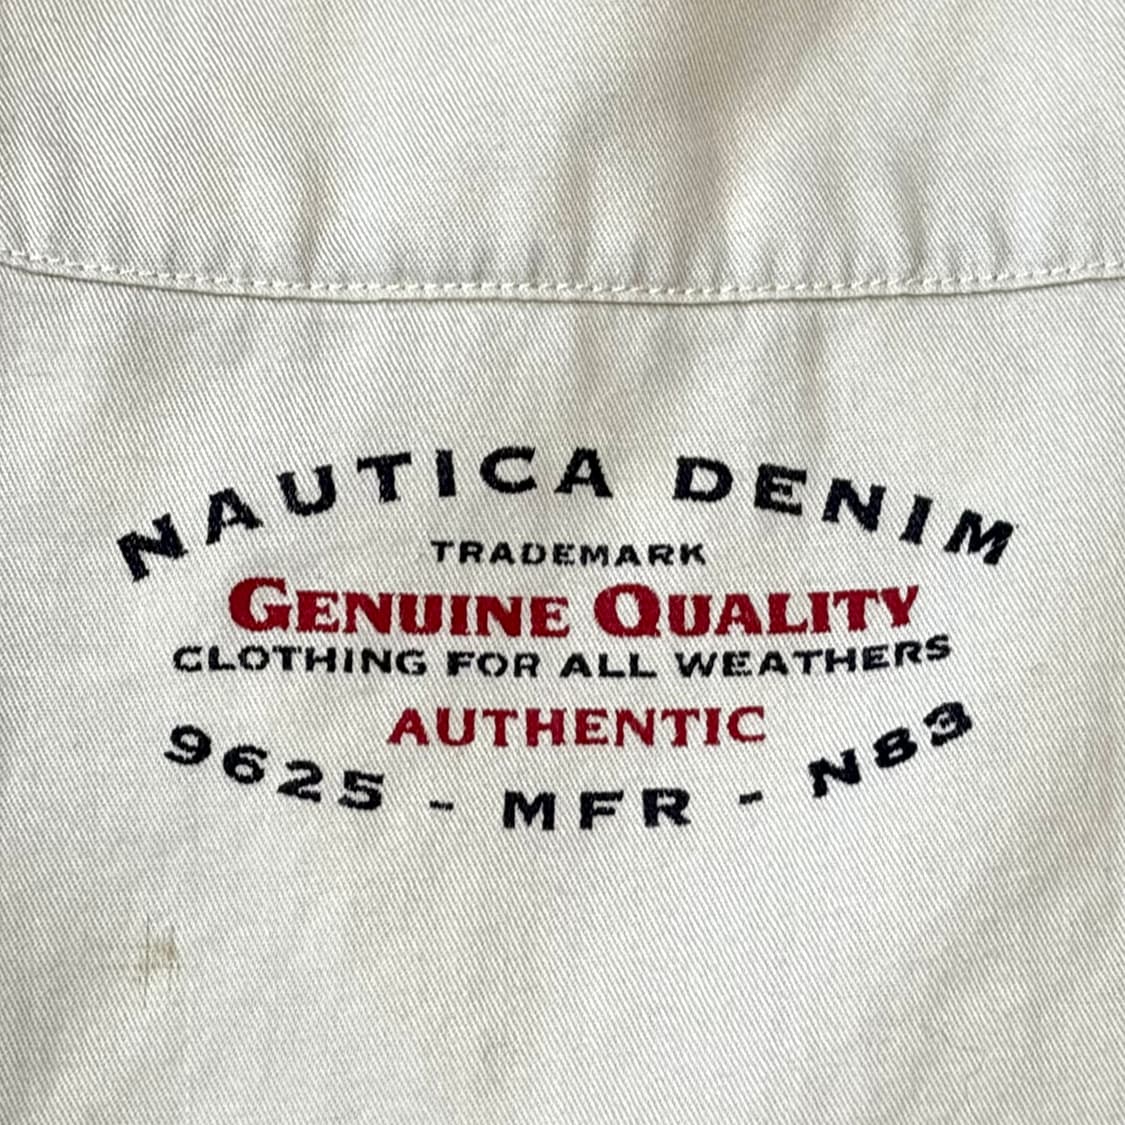 NAUTICA DENIM
TRADEMARK
GENUINE QUALITY
CLOTHING FOR ALL WEATHERS
AUTHENTIC
9625 - MFR - N83